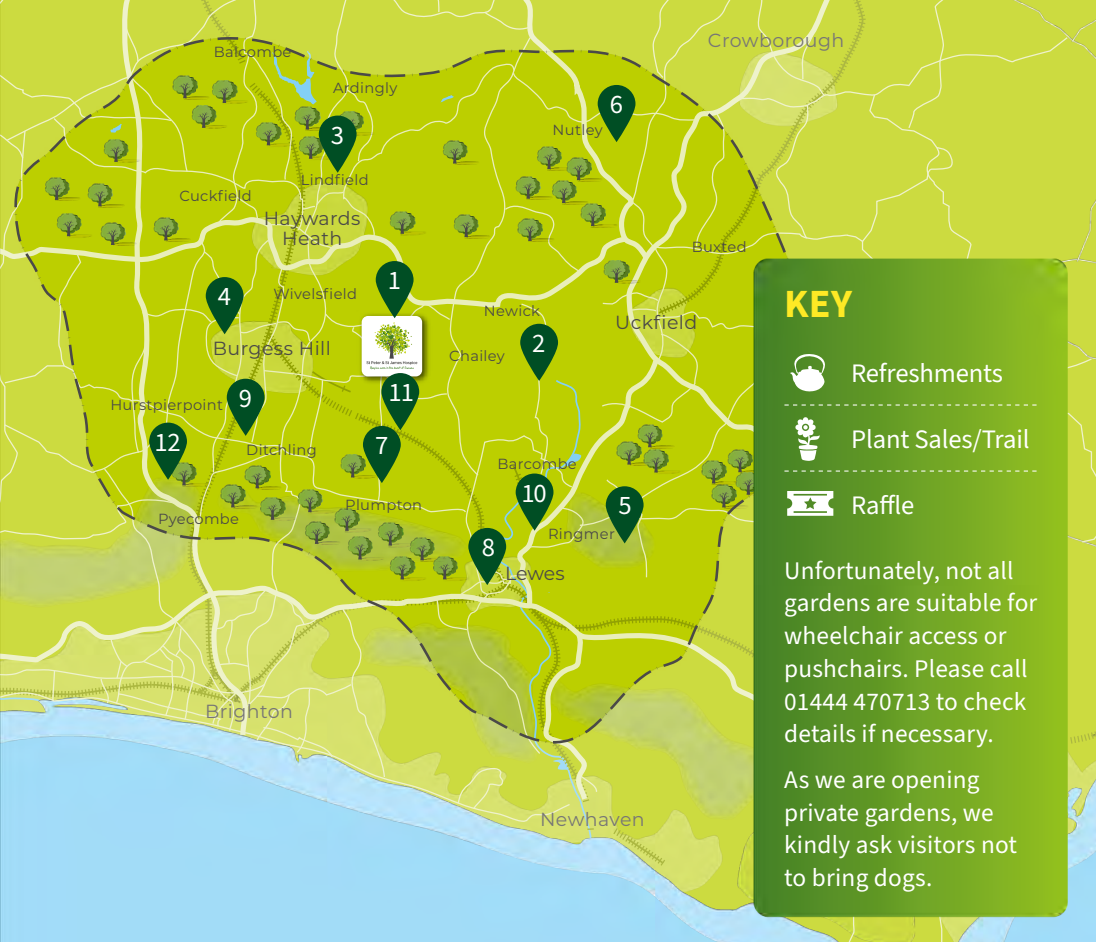 Balcombe
Crowborough
Ardingly
6
Nutley
3
Lindfield
Cuckfield
Haywards
Heath
Buxted
1
4
Wivelsfield
Newick
Uckfield
2
Burgess Hill
Chailey
St Peter & St James Hospice
9
11
Hurstpierpoint
12
7
Ditchling
Barcombe
10
5
Plumpton
Pyecombe
Ringmer
8
Lewes
Brighton
Newhaven
KEY
Refreshments
Plant Sales/Trail
Raffle
Unfortunately, not all
gardens are suitable for
wheelchair access or
pushchairs. Please call
01444 470713 to check
details if necessary.
As we are opening
private gardens, we
kindly ask visitors not
to bring dogs.